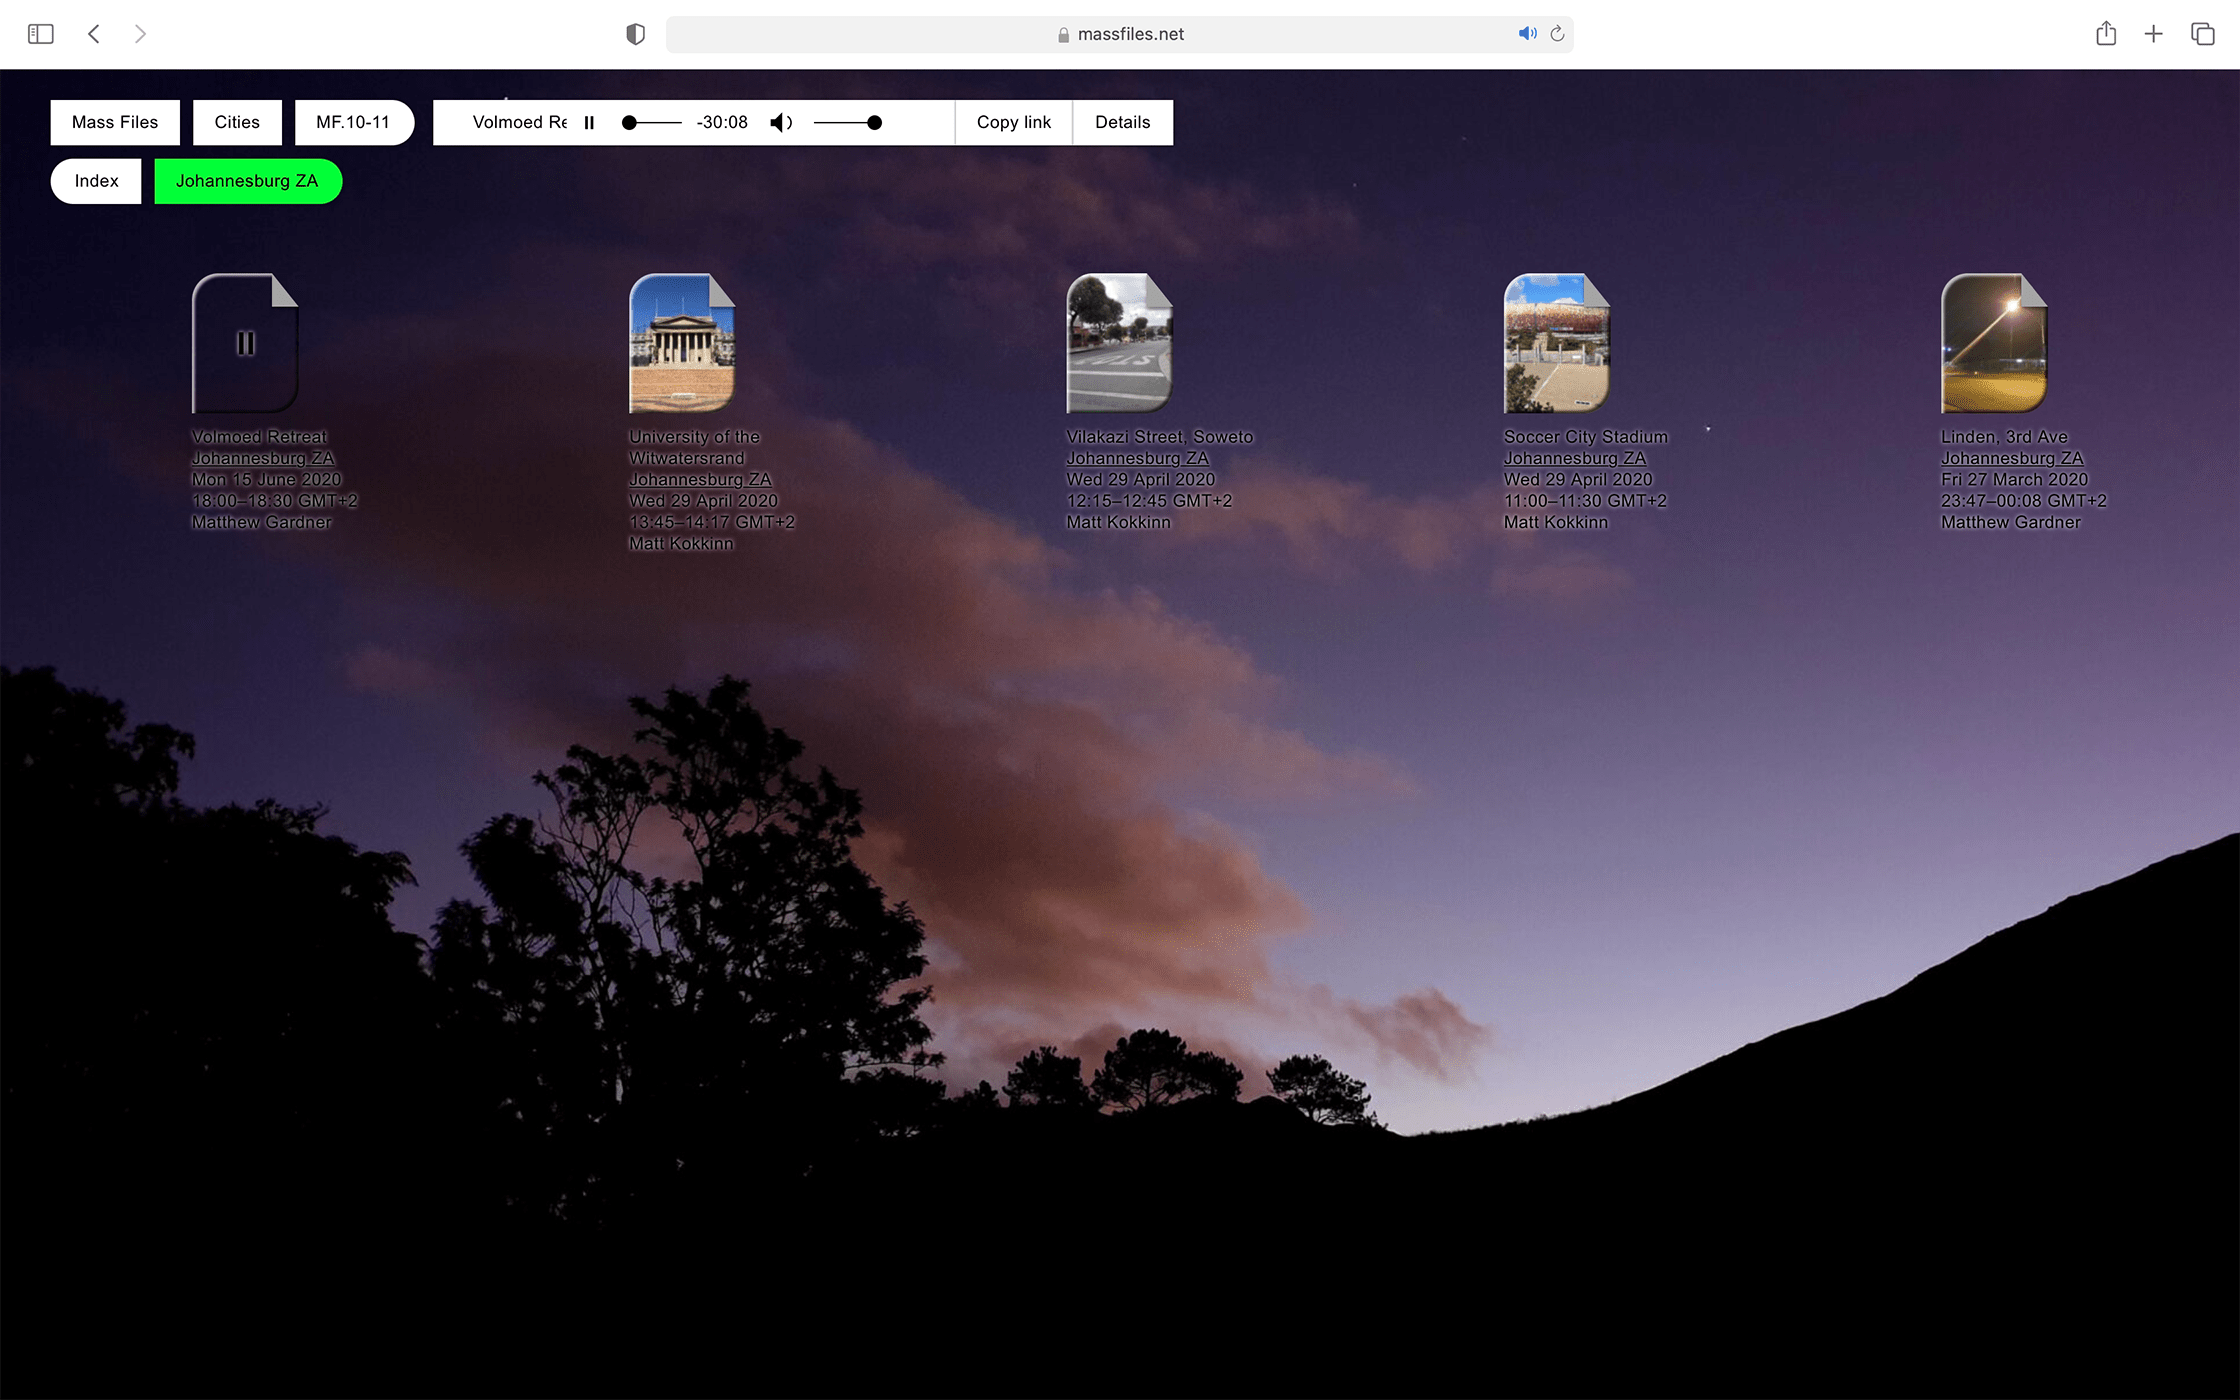 massfiles.net
Mass Files
Cities
MF.10-11
Volmoed Re
-30:08
Copy link
Details
Index
Johannesburg ZA
Volmoed Retreat
Johannesburg ZA
Mon 15 June 2020
18:00–18:30 GMT+2
Matthew Gardner
University of the
Witwatersrand
Johannesburg ZA
Wed 29 April 2020
13:45–14:17 GMT+2
Matt Kokkinn
Vilakazi Street, Soweto
Johannesburg ZA
Wed 29 April 2020
12:15–12:45 GMT+2
Matt Kokkinn
Soccer City Stadium
Johannesburg ZA
Wed 29 April 2020
11:00–11:30 GMT+2
Matt Kokkinn
Linden, 3rd Ave
Johannesburg ZA
Fri 27 March 2020
23:47–00:08 GMT+2
Matthew Gardner